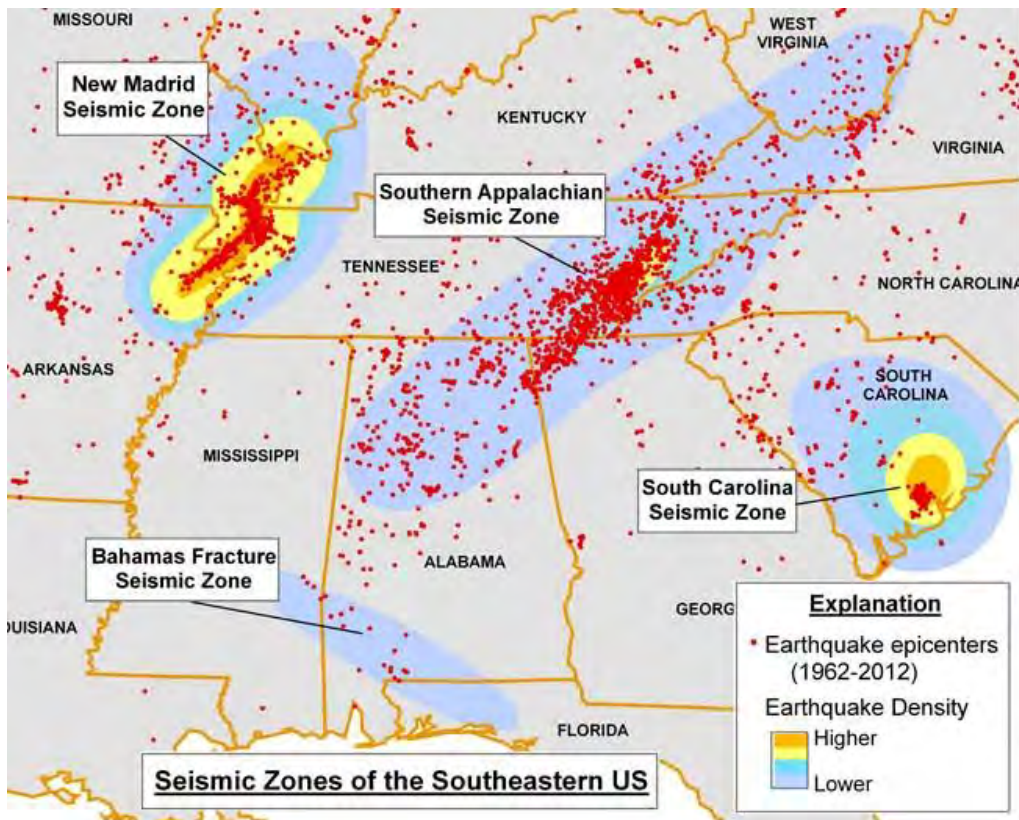 MISSOURI
WEST
VIRGINIA
New Madrid
Seismic Zone
KENTUCKY
VIRGINIA
Southern Appalachian
Seismic Zone
TENNESSEE
NORTH CAROLINA
ARKANSAS
SOUTH
CAROLINA
MISSISSIPPI
South Carolina
Seismic Zone
Bahamas Fracture
Seismic Zone
ALABAMA
GEORG
OUISIANA
Explanation
Earthquake epicenters
(1962-2012)
Earthquake Density
Higher
Lower
FLORIDA
Seismic Zones of the Southeastern US